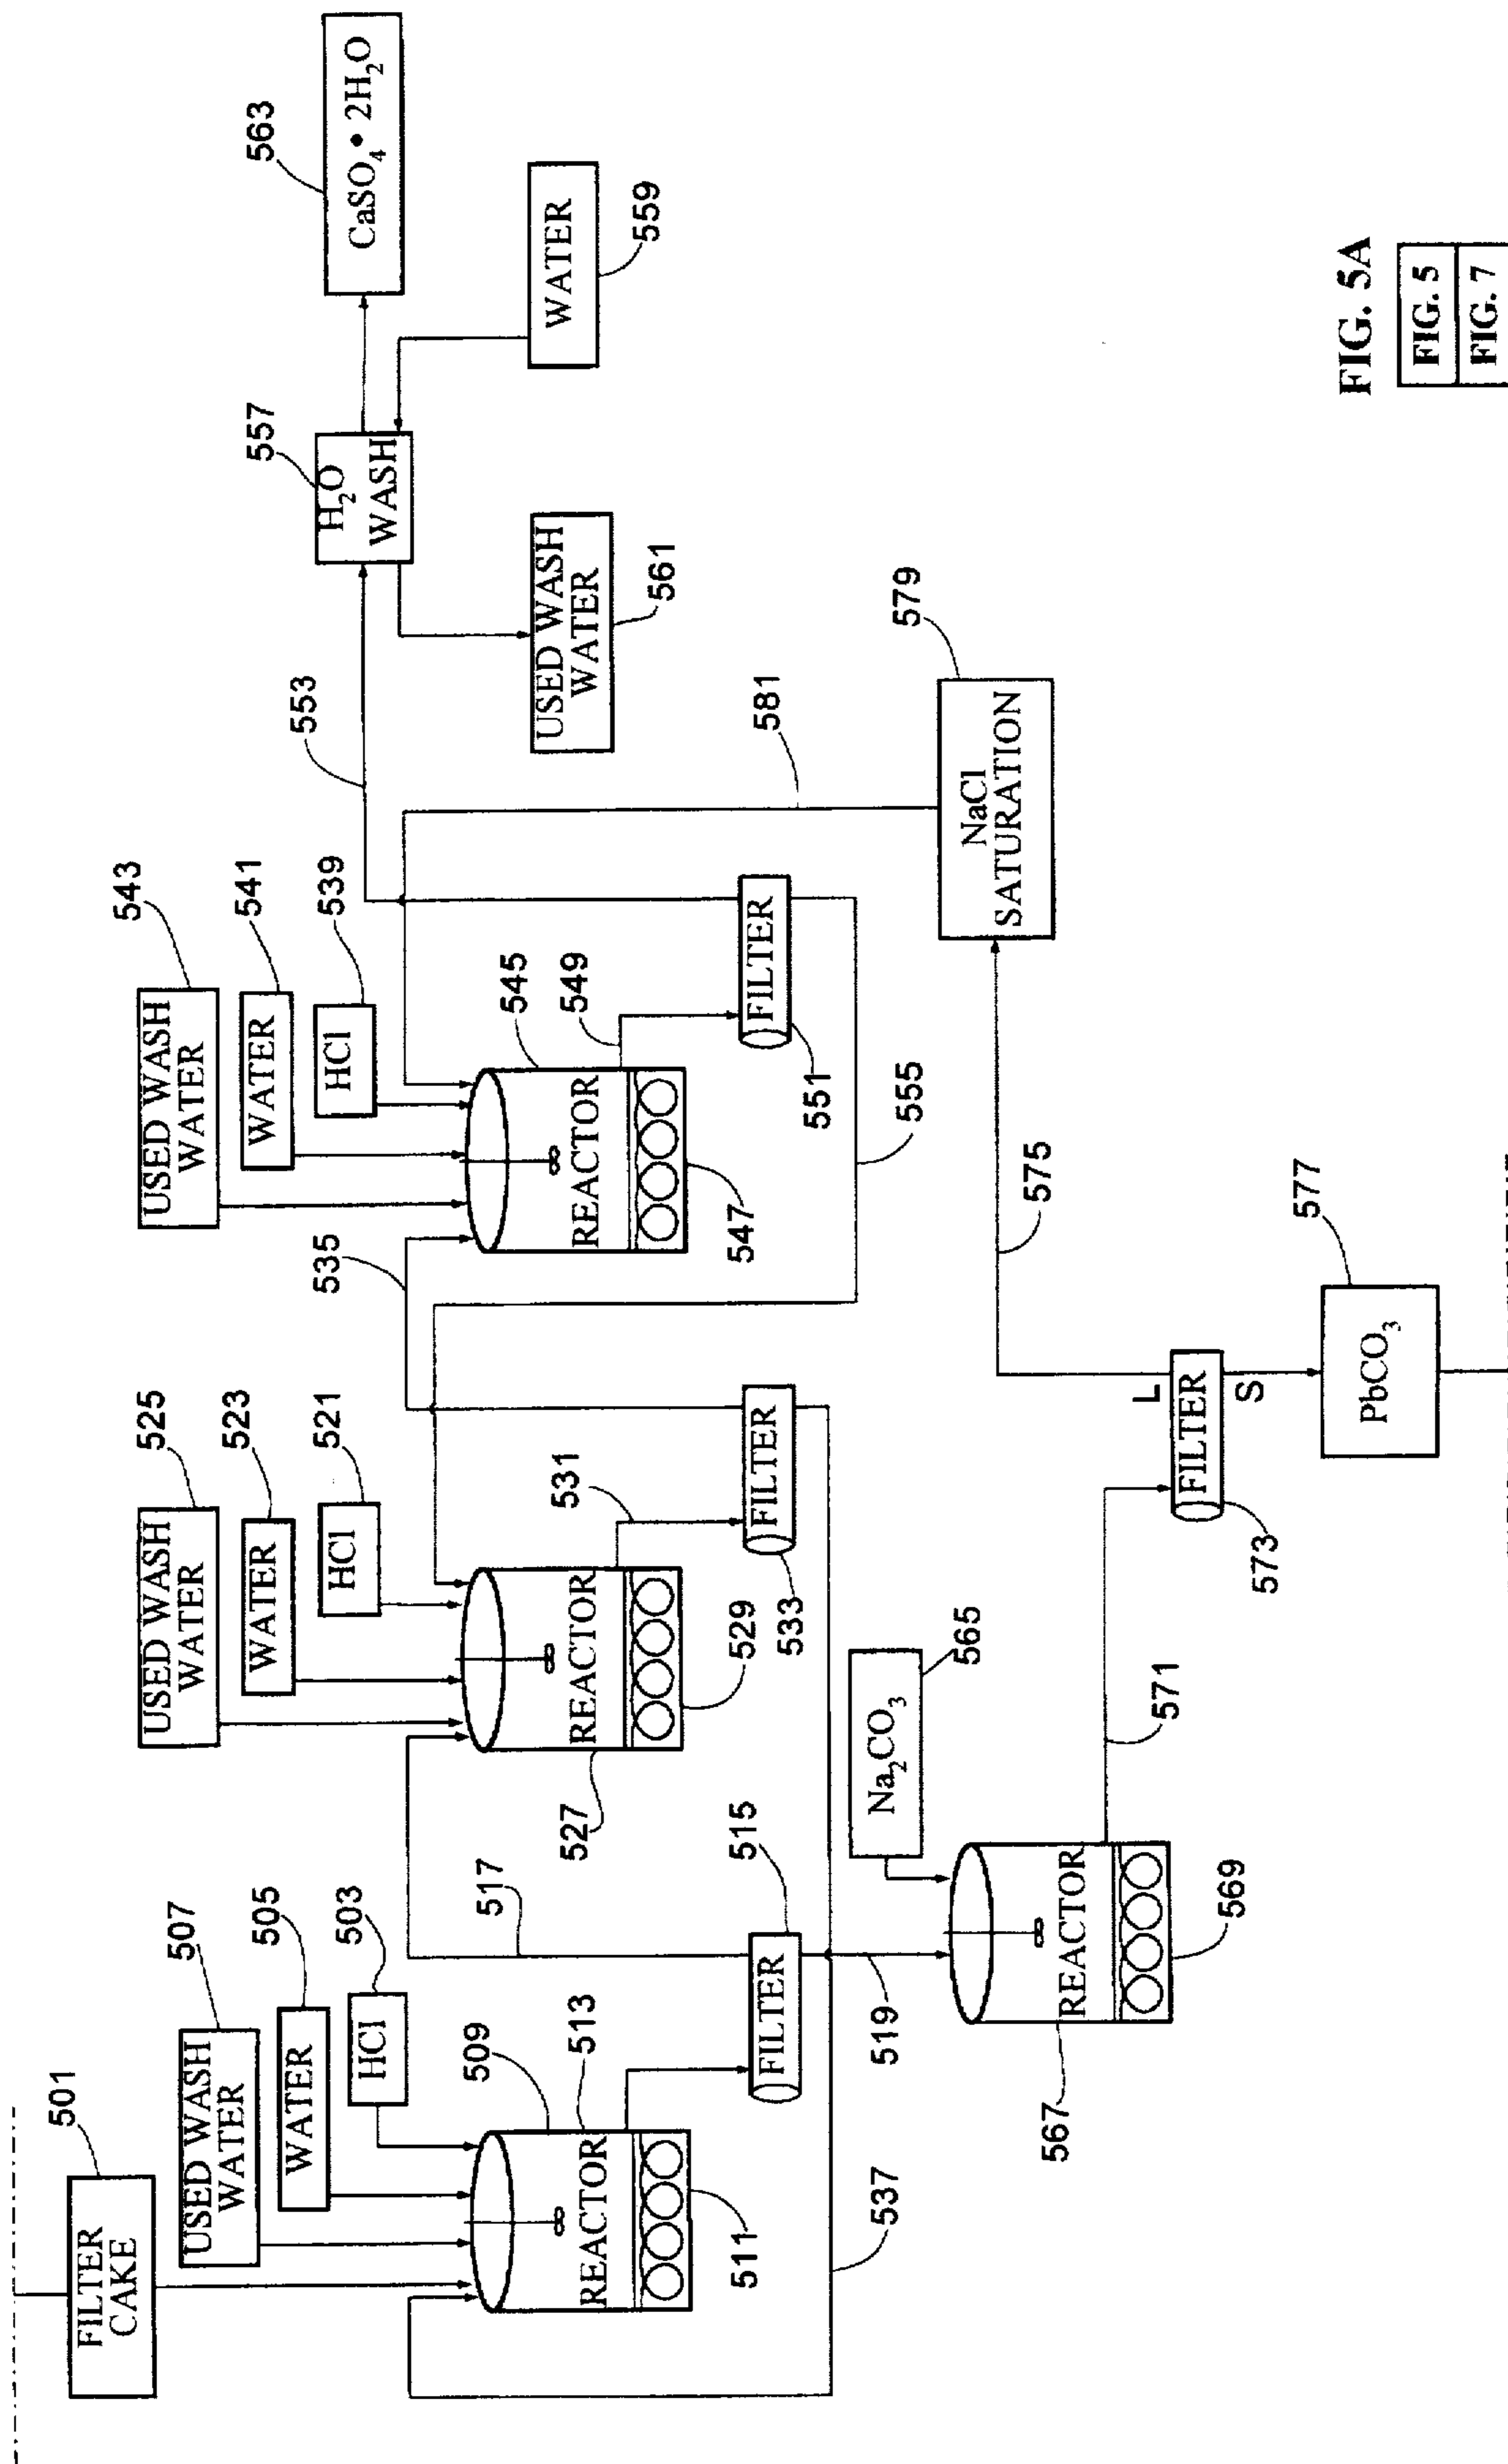 501
FILTER
CAKE
507
USED WASH
WATER
505
WATER
503
HCl
509
513
REACTOR
511
515
FILTER
517
519
537
525
USED WASH
WATER
523
WATER
521
HCl
527
REACTOR
529
531
FILTER
533
535
543
USED WASH
WATER
541
WATER
539
HCl
545
REACTOR
547
549
FILTER
551
553
555
557
H₂O
WASH
559
WATER
USED WASH
WATER
561
563
CaSO₄ • 2H₂O
565
Na₂CO₃
567
REACTOR
569
571
FILTER
573
L
S
575
577
PbCO₃
579
NaCl
SATURATION
581
FIG. 5A
FIG. 5
FIG. 7